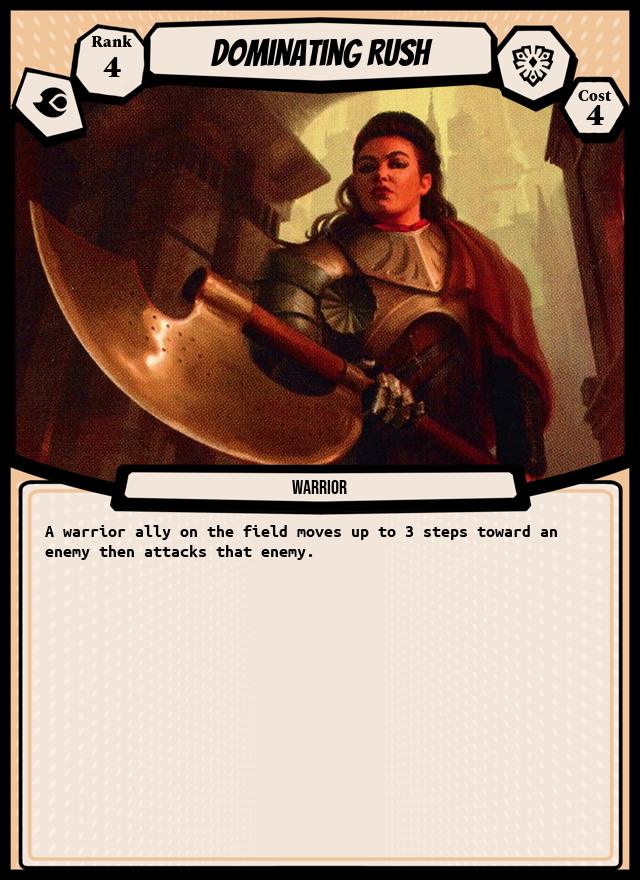 Rank
4
DOMINATING RUSH
Cost
4
WARRIOR
A warrior ally on the field moves up to 3 steps toward an
enemy then attacks that enemy.